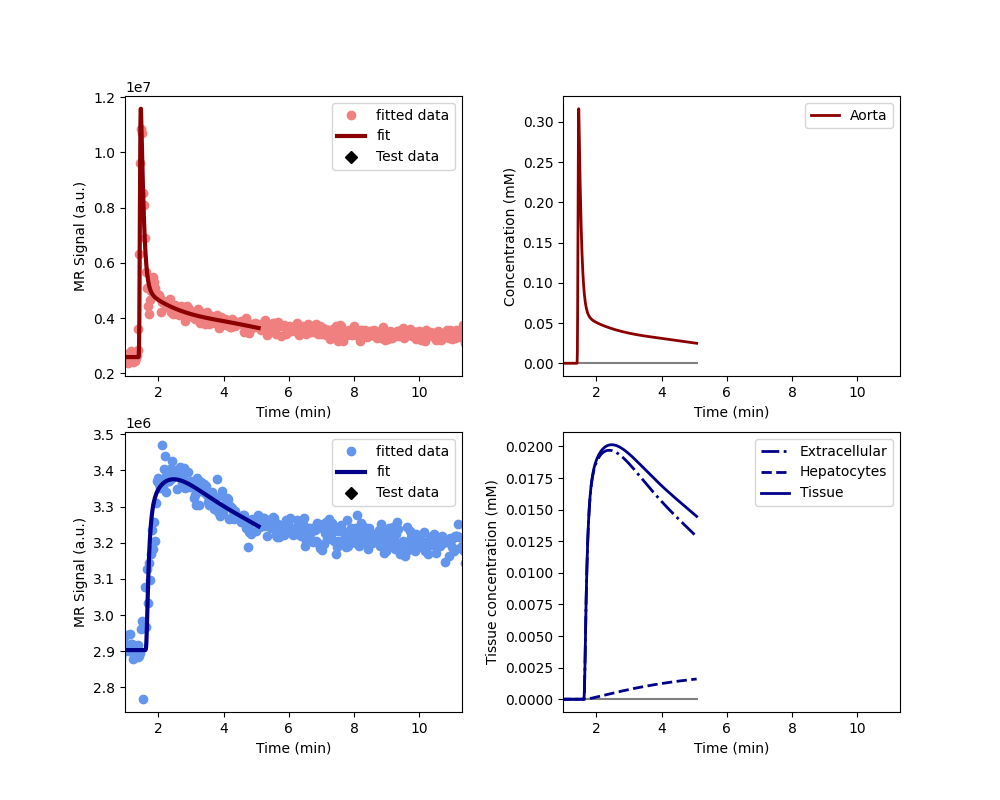 1e7
1.2
1.0
0.8
0.6
0.4
0.2
MR Signal (a.u.)
2 4 6 8 10
Time (min)
fitted data
fit
Test data
0.30
0.25
0.20
0.15
0.10
0.05
0.00
Concentration (mM)
2 4 6 8 10
Time (min)
Aorta
1e6
3.5
3.4
3.3
3.2
3.1
3.0
2.9
2.8
MR Signal (a.u.)
2 4 6 8 10
Time (min)
fitted data
fit
Test data
0.0200
0.0175
0.0150
0.0125
0.0100
0.0075
0.0050
0.0025
0.0000
Tissue concentration (mM)
2 4 6 8 10
Time (min)
Extracellular
Hepatocytes
Tissue